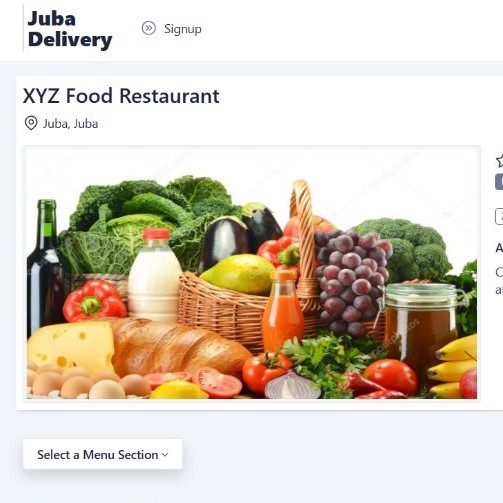 Juba
Delivery
Signup
XYZ Food Restaurant
Juba, Juba
Select a Menu Section